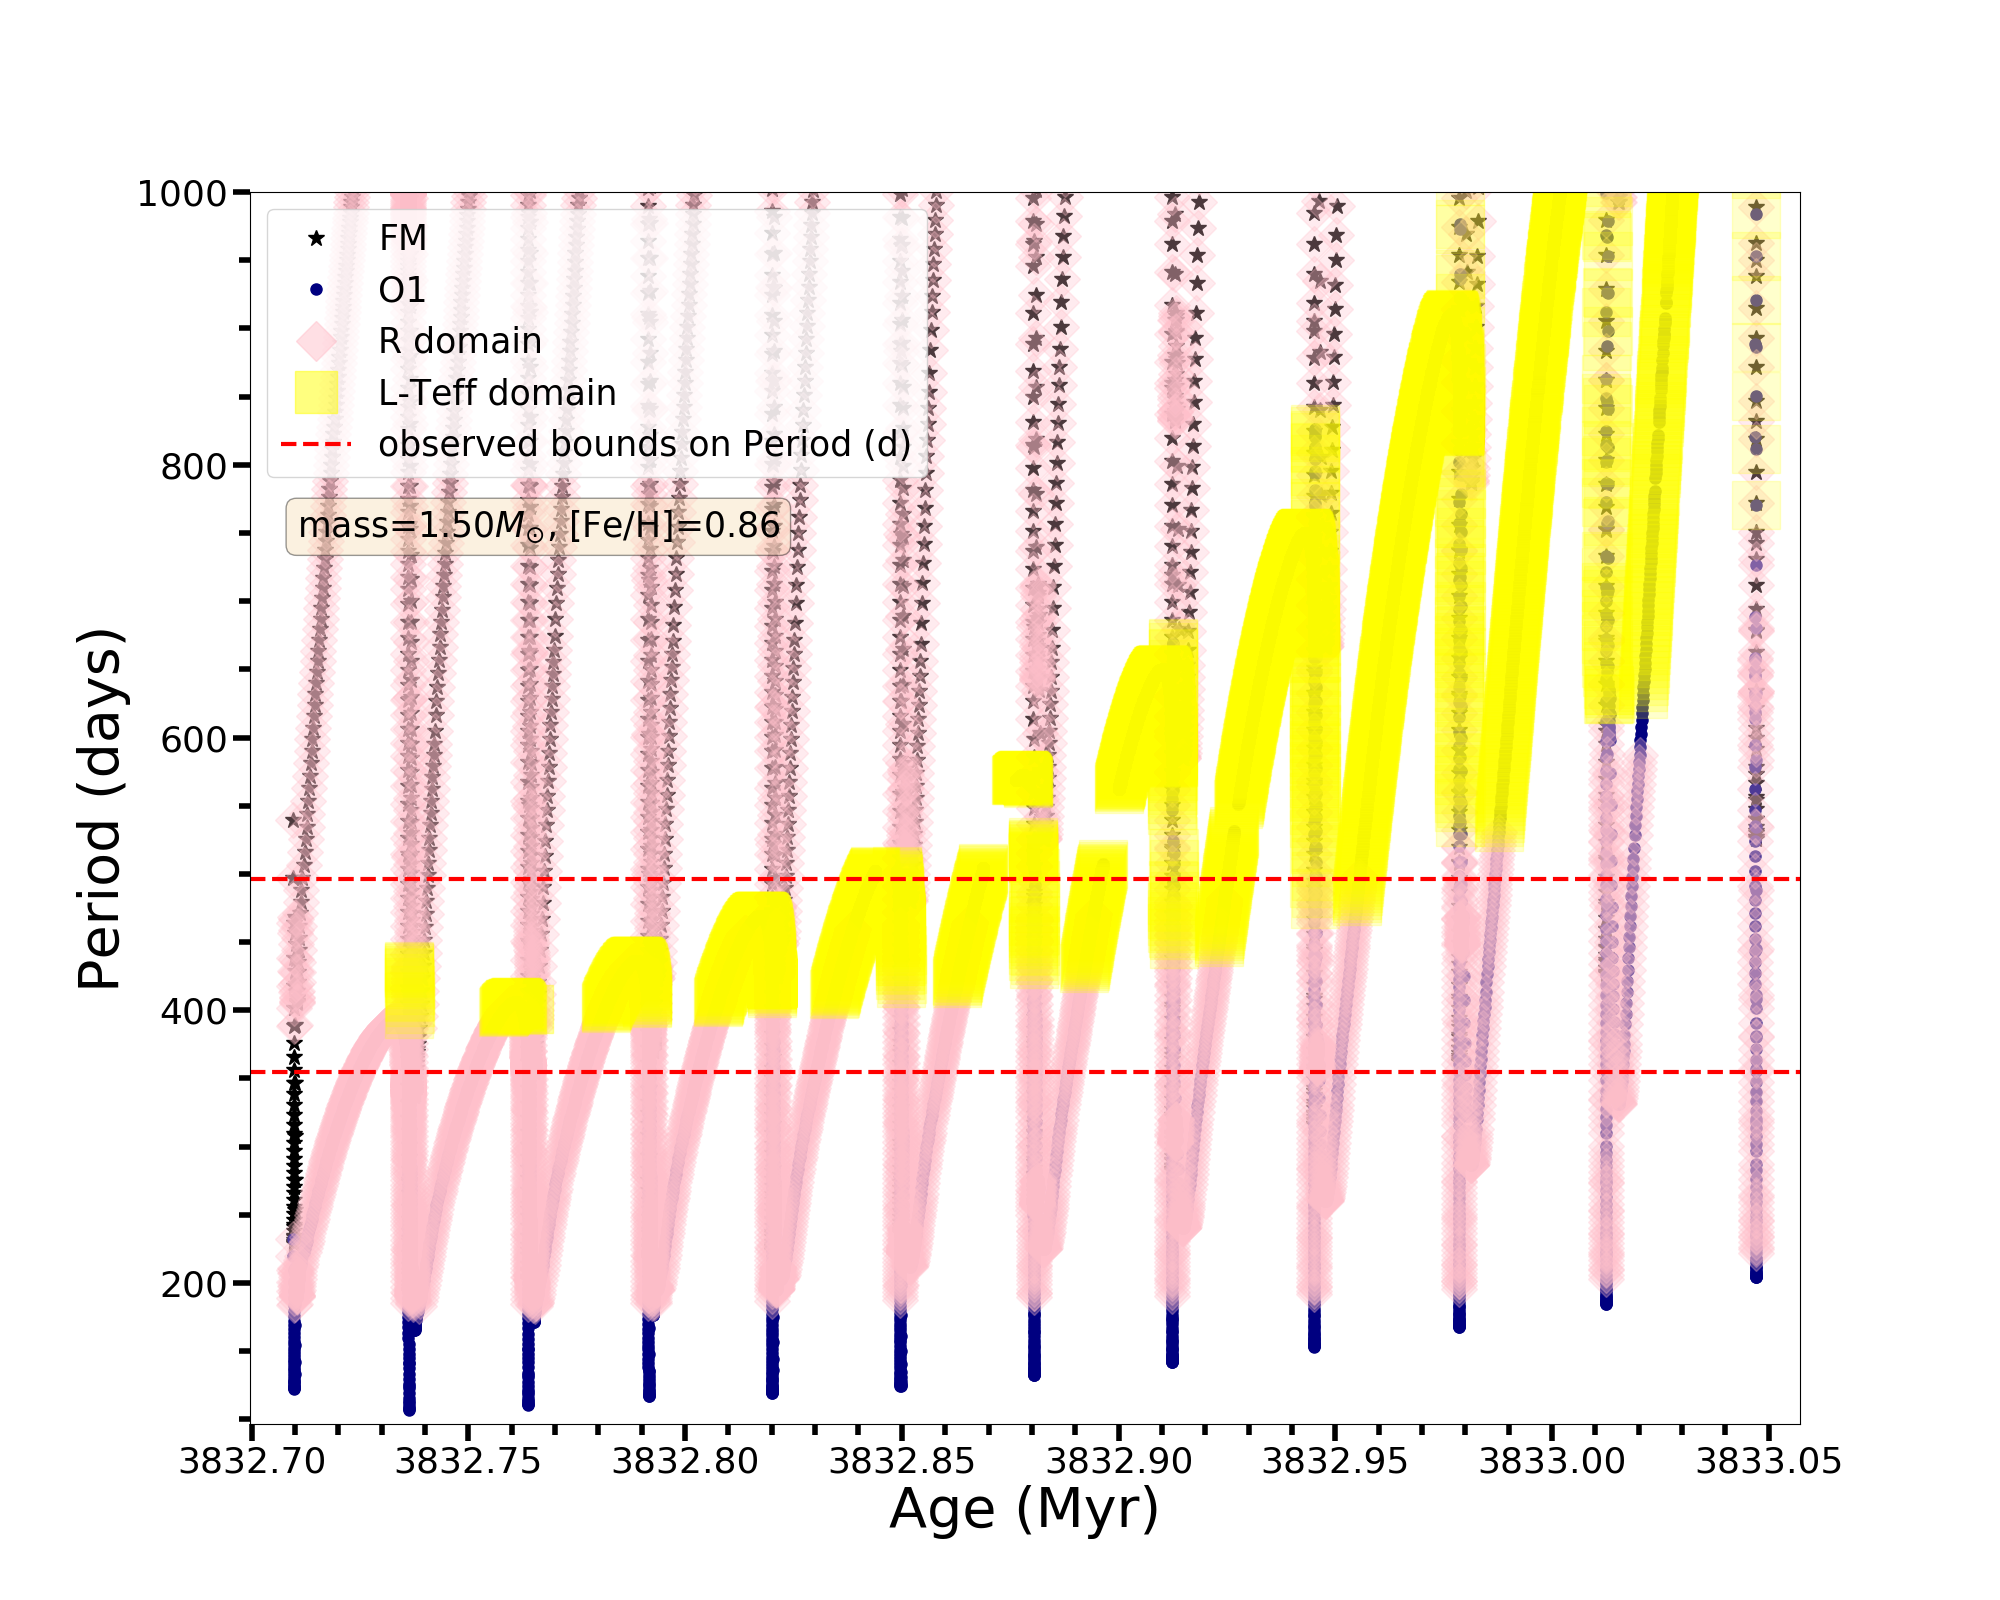 1000
800
600
400
200
Period (days)
FM
O1
R domain
L-Teff domain
observed bounds on Period (d)
mass=1.50M⊙, [Fe/H]=0.86
3832.70 3832.75 3832.80 3832.85 3832.90 3832.95 3833.00 3833.05
Age (Myr)